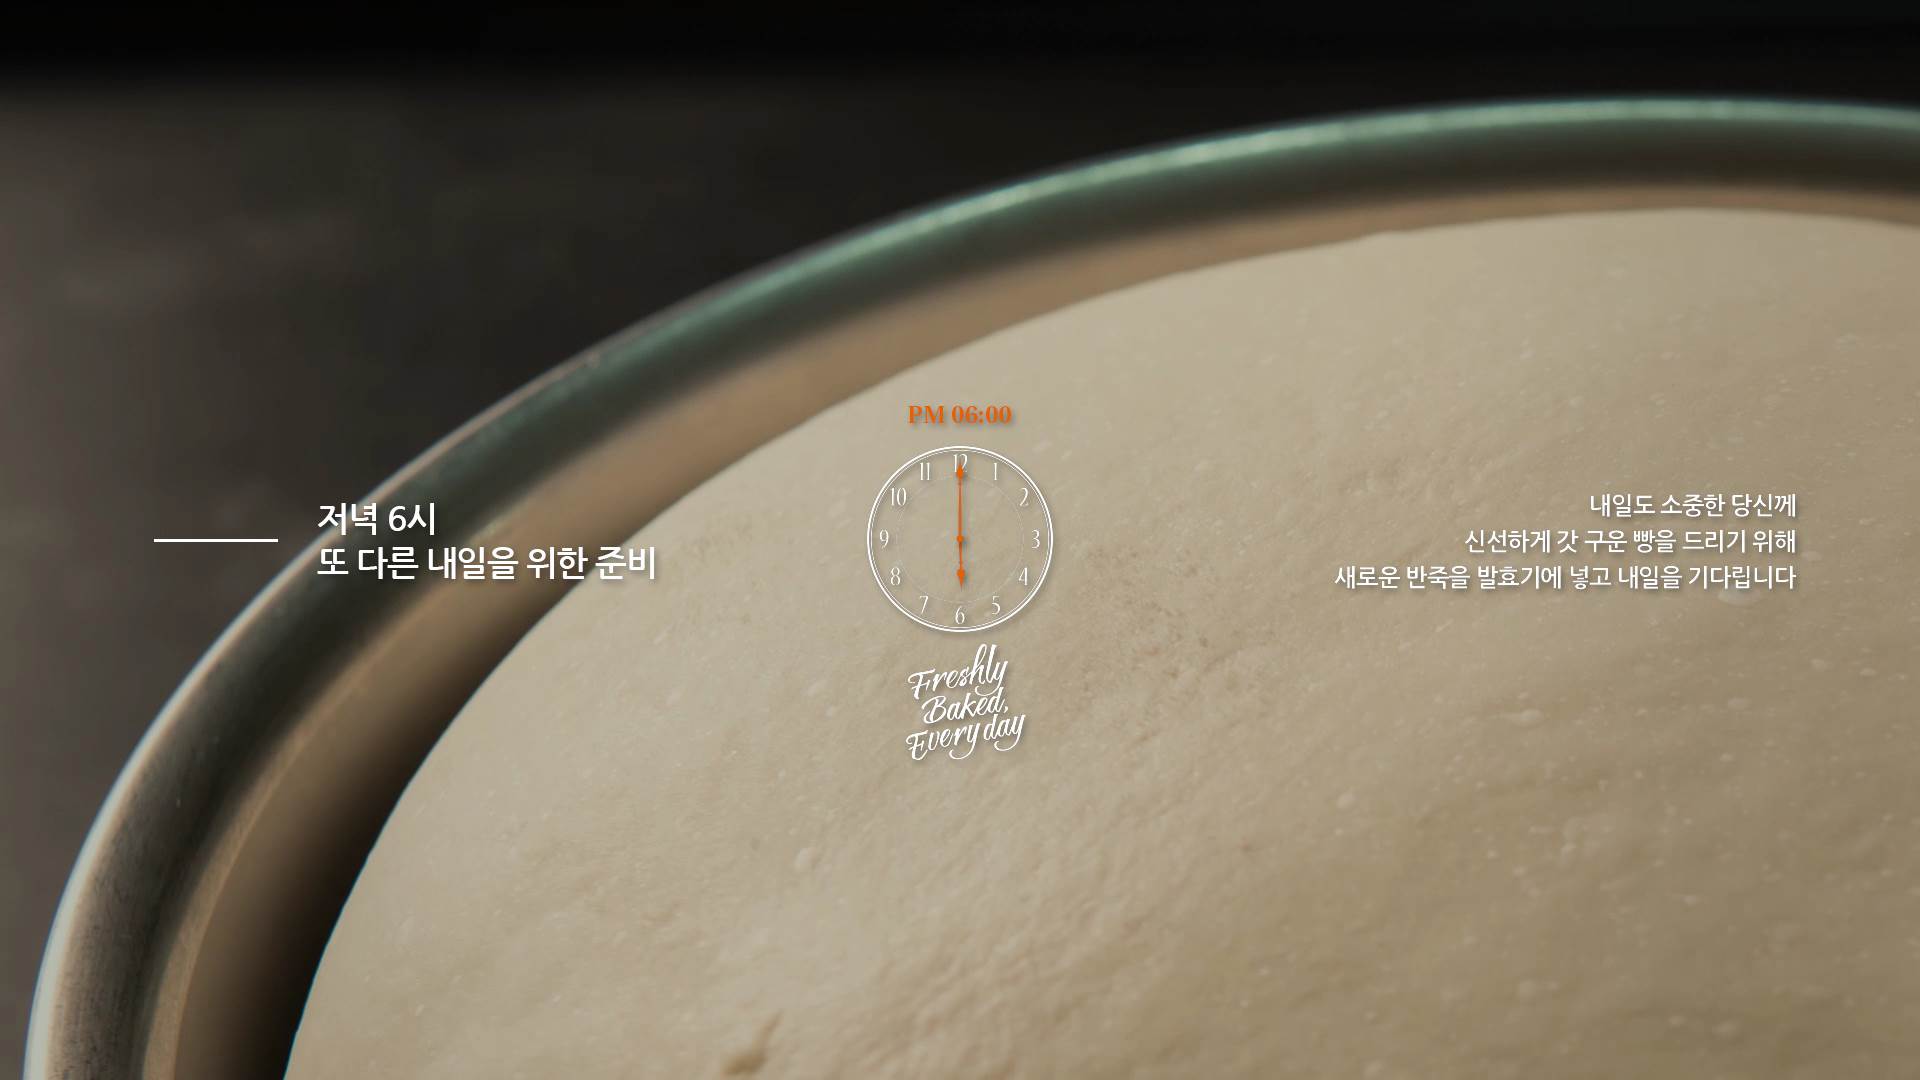 저녁 6시
또 다른 내일을 위한 준비
PM 06:00
12
1
2
3
4
5
6
7
8
9
10
11
Freshly
Baked,
Every day
내일도 소중한 당신께
신선하게 갓 구운 빵을 드리기 위해
새로운 반죽을 발효기에 넣고 내일을 기다립니다